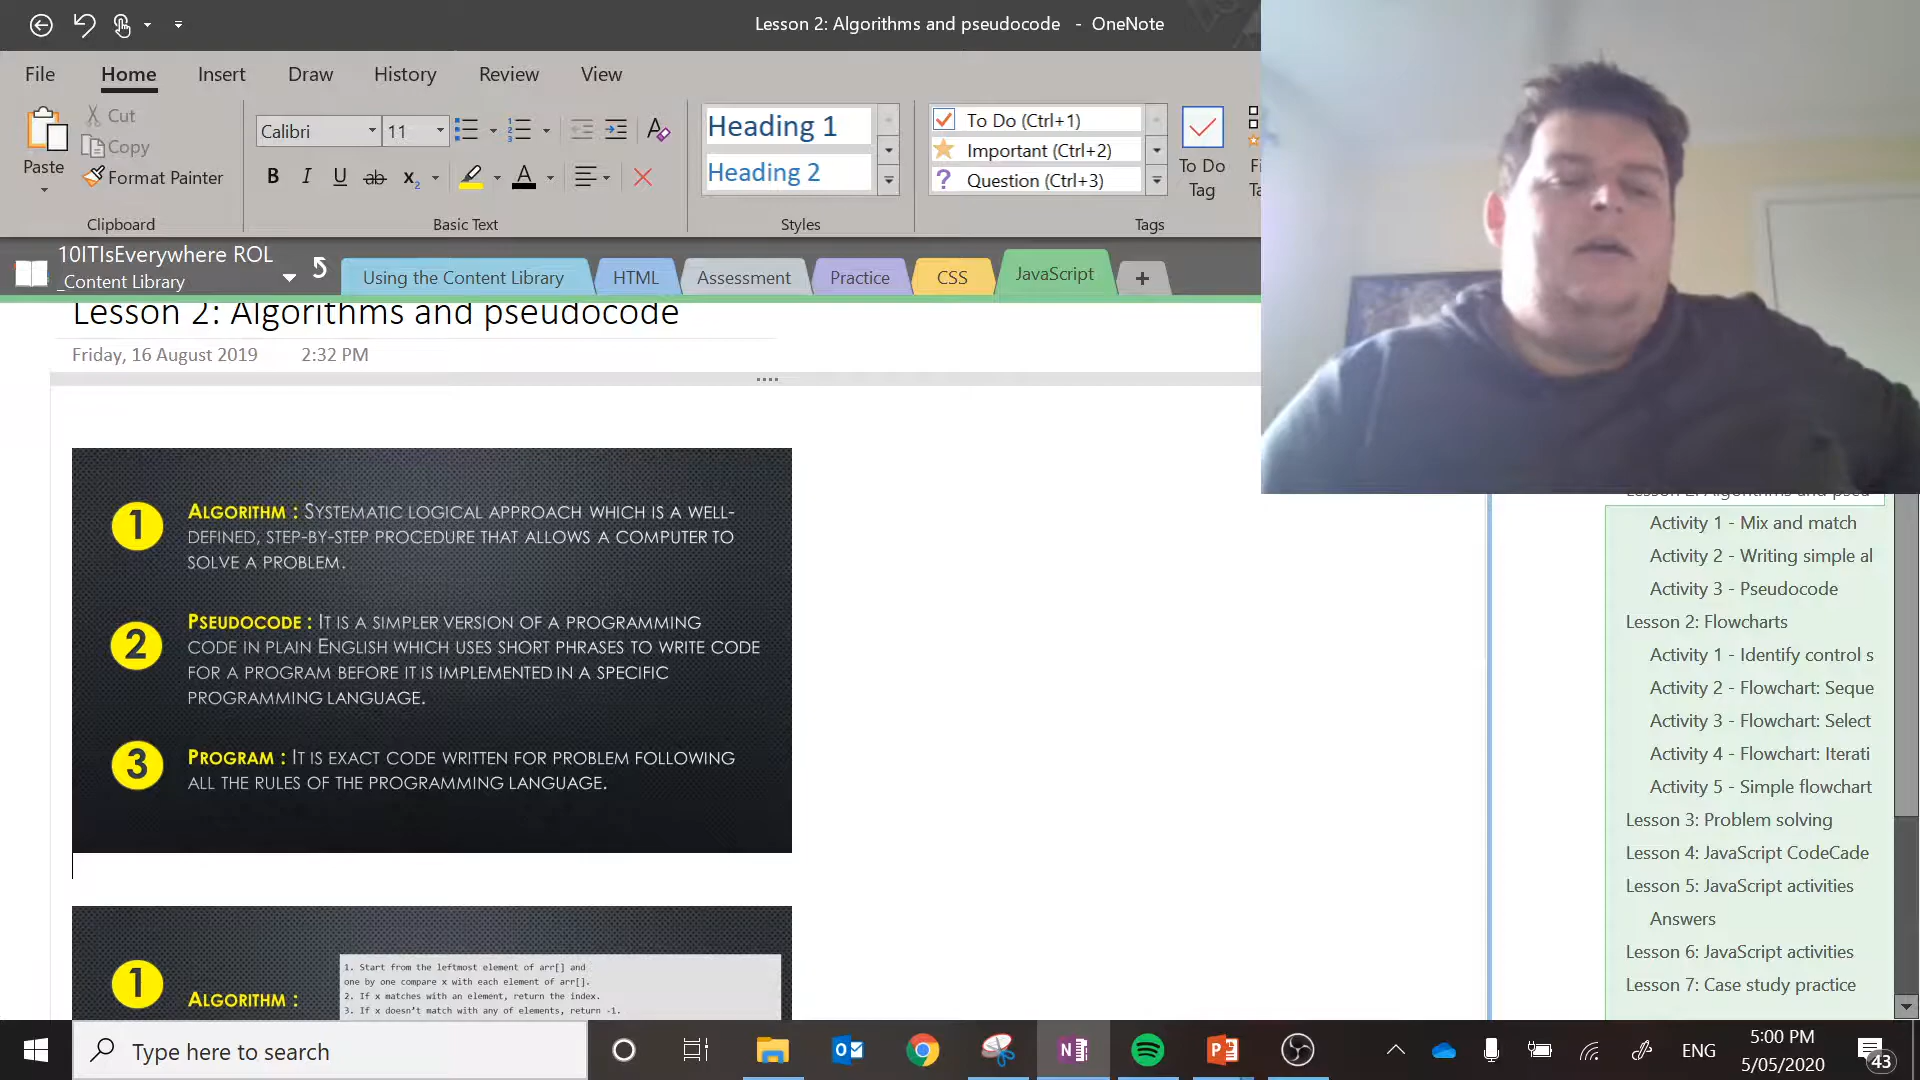 Lesson 2: Algorithms and pseudocode - OneNote
File Home Insert Draw History Review View
Paste
Cut
Copy
Format Painter
Clipboard
Calibri 11
B I U ab x2 A
Basic Text
Heading 1
Heading 2
Styles
To Do (Ctrl+1)
Important (Ctrl+2)
Question (Ctrl+3)
Tags
To Do
Tag
10ITIsEverywhere ROL
_Content Library
Using the Content Library HTML Assessment Practice CSS JavaScript +
Lesson 2: Algorithms and pseudocode
Friday, 16 August 2019 2:32 PM
1 ALGORITHM : SYSTEMATIC LOGICAL APPROACH WHICH IS A WELL-
DEFINED, STEP-BY-STEP PROCEDURE THAT ALLOWS A COMPUTER TO
SOLVE A PROBLEM.
2 PSEUDOCODE : IT IS A SIMPLER VERSION OF A PROGRAMMING
CODE IN PLAIN ENGLISH WHICH USES SHORT PHRASES TO WRITE CODE
FOR A PROGRAM BEFORE IT IS IMPLEMENTED IN A SPECIFIC
PROGRAMMING LANGUAGE.
3 PROGRAM : IT IS EXACT CODE WRITTEN FOR PROBLEM FOLLOWING
ALL THE RULES OF THE PROGRAMMING LANGUAGE.
1 ALGORITHM :
1. Start from the leftmost element of arr[] and
one by one compare x with each element of arr[].
2. If x matches with an element, return the index.
3. If x doesn't match with any of elements, return -1.
Activity 1 - Mix and match
Activity 2 - Writing simple al
Activity 3 - Pseudocode
Lesson 2: Flowcharts
Activity 1 - Identify control s
Activity 2 - Flowchart: Seque
Activity 3 - Flowchart: Select
Activity 4 - Flowchart: Iterati
Activity 5 - Simple flowchart
Lesson 3: Problem solving
Lesson 4: JavaScript CodeCade
Lesson 5: JavaScript activities
Answers
Lesson 6: JavaScript activities
Lesson 7: Case study practice
Type here to search
ENG
5:00 PM
5/05/2020
43